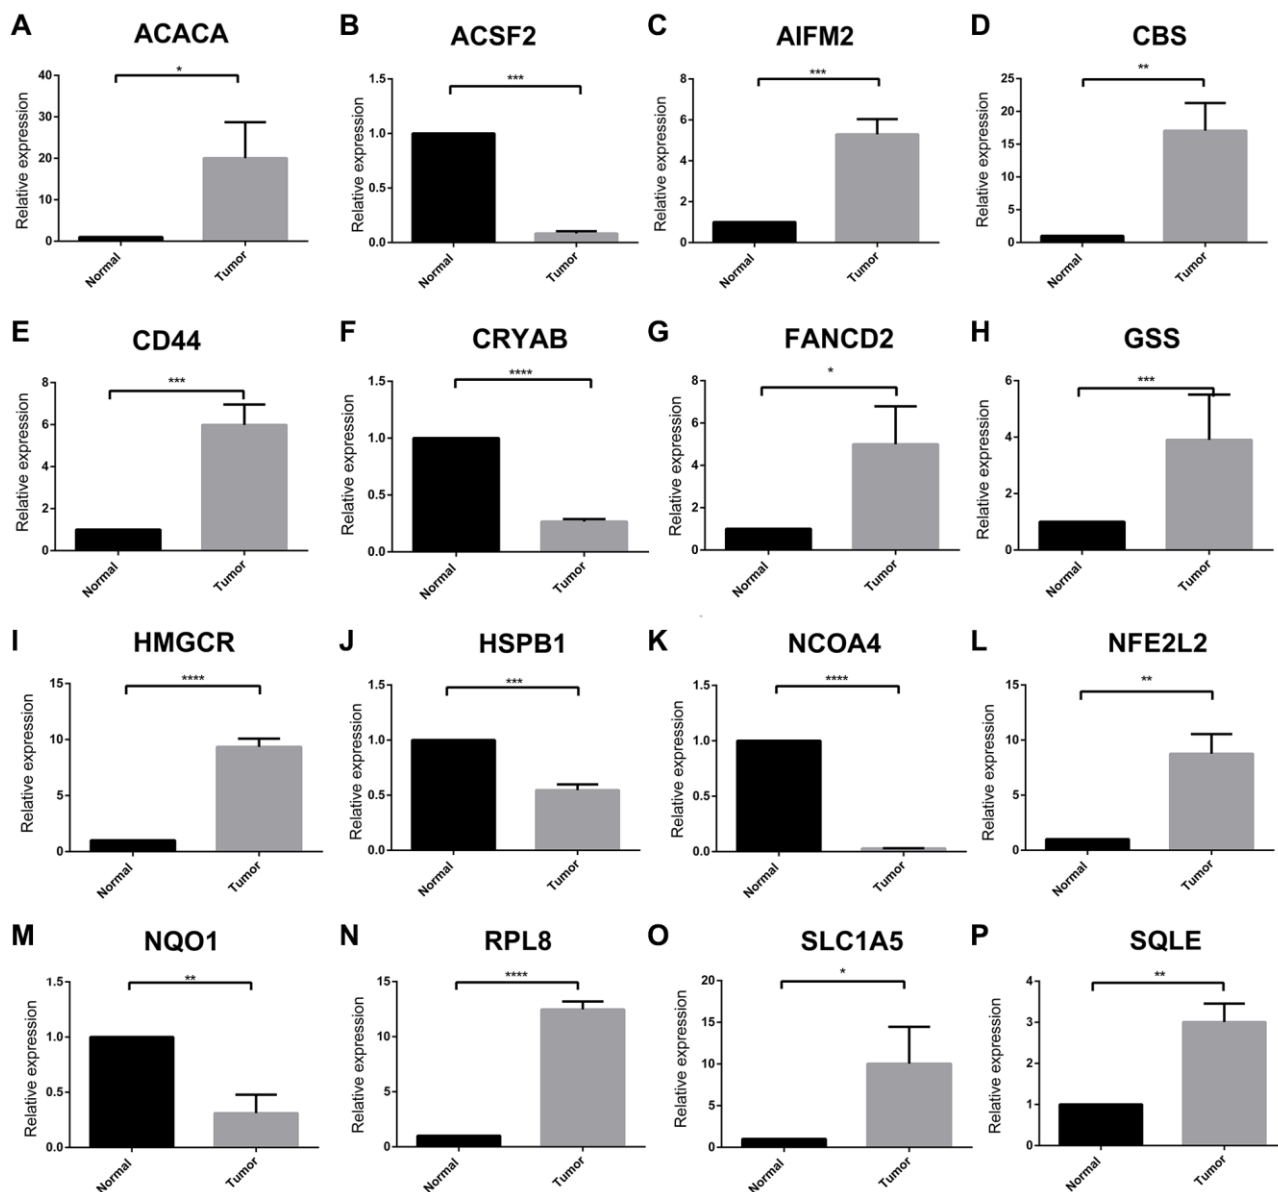 A
ACACA
*
40
30
20
10
0
Relative expression
Normal
Tumor
B
ACSF2
***
1.5
1.0
0.5
0.0
Relative expression
Normal
Tumor
C
AIFM2
***
8
6
4
2
0
Relative expression
Normal
Tumor
D
CBS
**
25
20
15
10
5
0
Relative expression
Normal
Tumor
E
CD44
***
8
6
4
2
0
Relative expression
Normal
Tumor
F
CRYAB
****
1.5
1.0
0.5
0.0
Relative expression
Normal
Tumor
G
FANCD2
*
8
6
4
2
0
Relative expression
Normal
Tumor
H
GSS
***
6
4
2
0
Relative expression
Normal
Tumor
I
HMGCR
****
15
10
5
0
Relative expression
Normal
Tumor
J
HSPB1
***
1.5
1.0
0.5
0.0
Relative expression
Normal
Tumor
K
NCOA4
****
1.5
1.0
0.5
0.0
Relative expression
Normal
Tumor
L
NFE2L2
**
15
10
5
0
Relative expression
Normal
Tumor
M
NQO1
**
1.5
1.0
0.5
0.0
Relative expression
Normal
Tumor
N
RPL8
****
15
10
5
0
Relative expression
Normal
Tumor
O
SLC1A5
*
20
15
10
5
0
Relative expression
Normal
Tumor
P
SQLE
**
4
3
2
1
0
Relative expression
Normal
Tumor